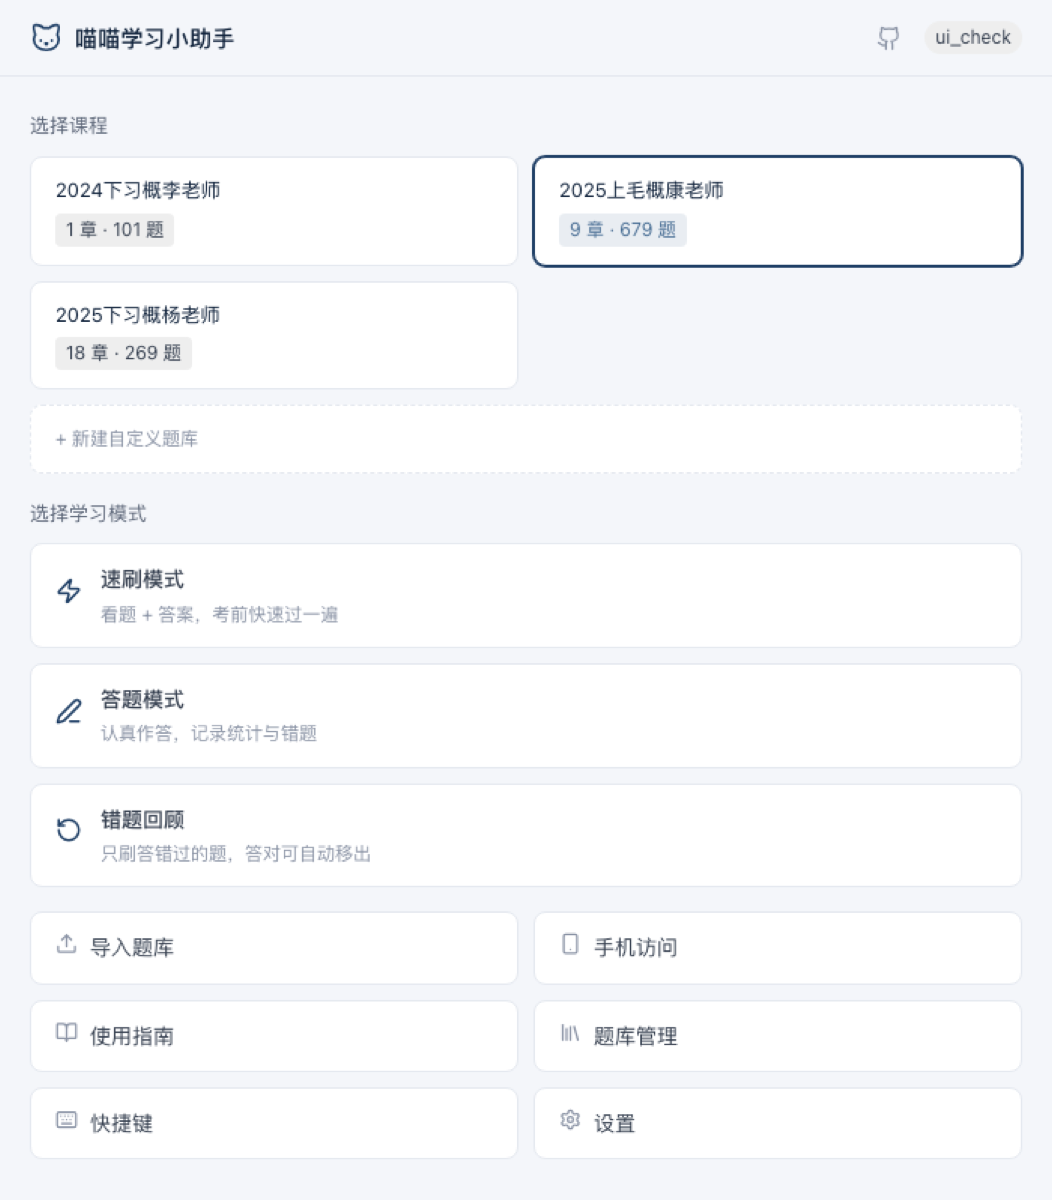 喵喵学习小助手
ui_check
选择课程
2024下习概李老师
1 章 · 101 题
2025上毛概康老师
9 章 · 679 题
2025下习概杨老师
18 章 · 269 题
+ 新建自定义题库
选择学习模式
速刷模式
看题 + 答案，考前快速过一遍
答题模式
认真作答，记录统计与错题
错题回顾
只刷答错过的题，答对可自动移出
导入题库
手机访问
使用指南
题库管理
快捷键
设置